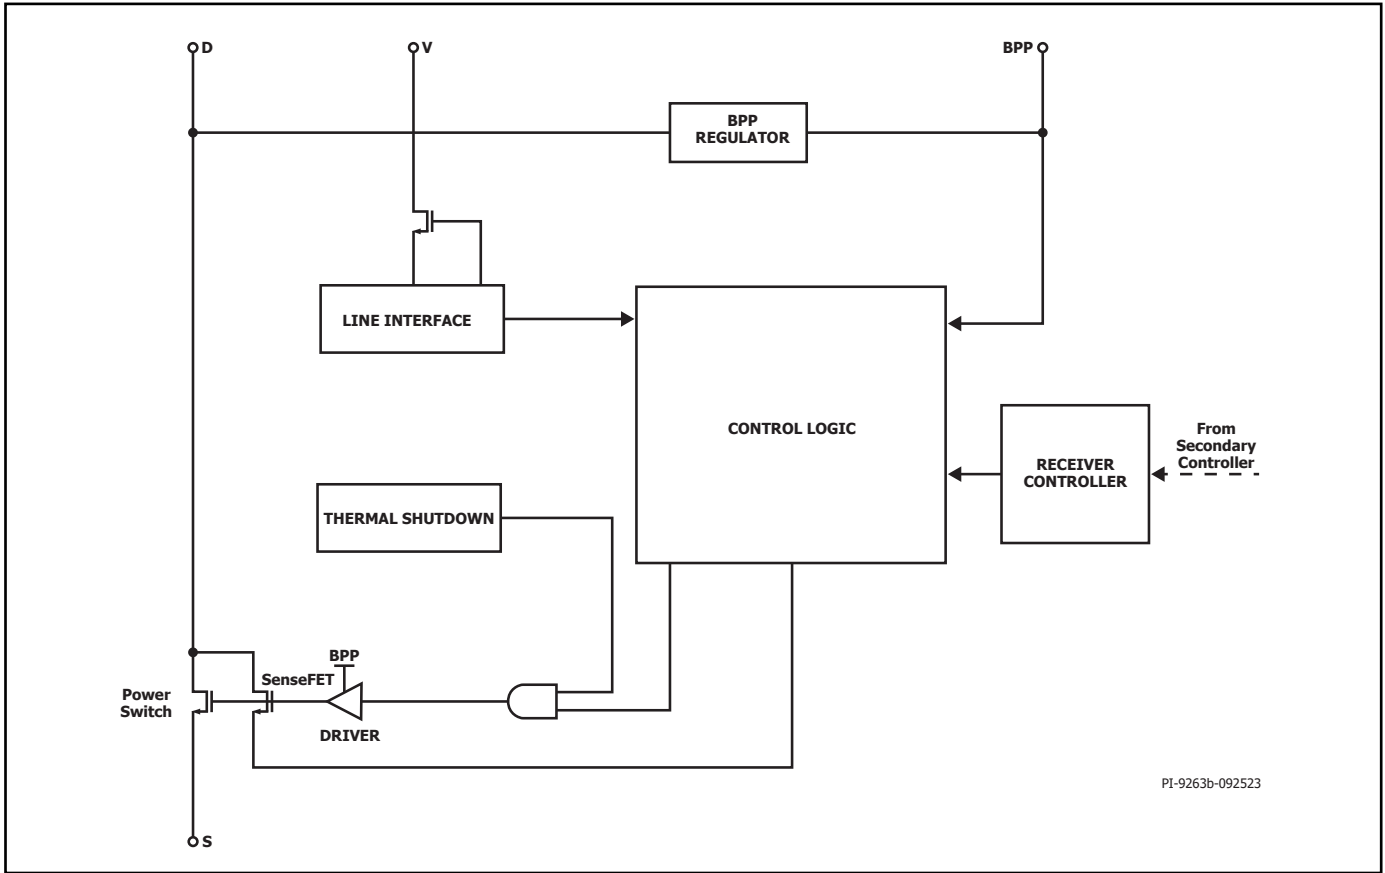 D
V
BPP
BPP
REGULATOR
LINE INTERFACE
CONTROL LOGIC
From
Secondary
Controller
RECEIVER
CONTROLLER
THERMAL SHUTDOWN
BPP
SenseFET
Power
Switch
DRIVER
PI-9263b-092523
S